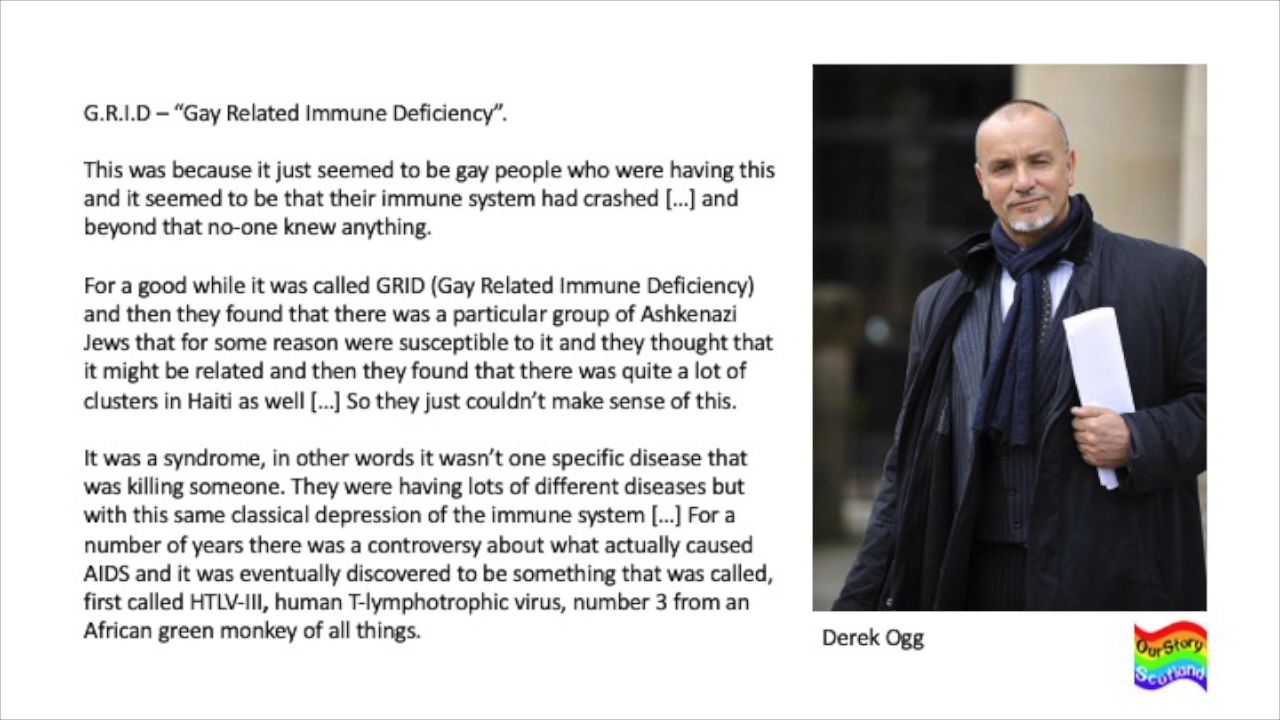 G.R.I.D – “Gay Related Immune Deficiency”.
This was because it just seemed to be gay people who were having this
and it seemed to be that their immune system had crashed [...] and
beyond that no-one knew anything.
For a good while it was called GRID (Gay Related Immune Deficiency)
and then they found that there was a particular group of Ashkenazi
Jews that for some reason were susceptible to it and they thought that
it might be related and then they found that there was quite a lot of
clusters in Haiti as well [...] So they just couldn’t make sense of this.
It was a syndrome, in other words it wasn’t one specific disease that
was killing someone. They were having lots of different diseases but
with this same classical depression of the immune system [...] For a
number of years there was a controversy about what actually caused
AIDS and it was eventually discovered to be something that was called,
first called HTLV-III, human T-lymphotrophic virus, number 3 from an
African green monkey of all things.
Derek Ogg
OurStory
Scotland